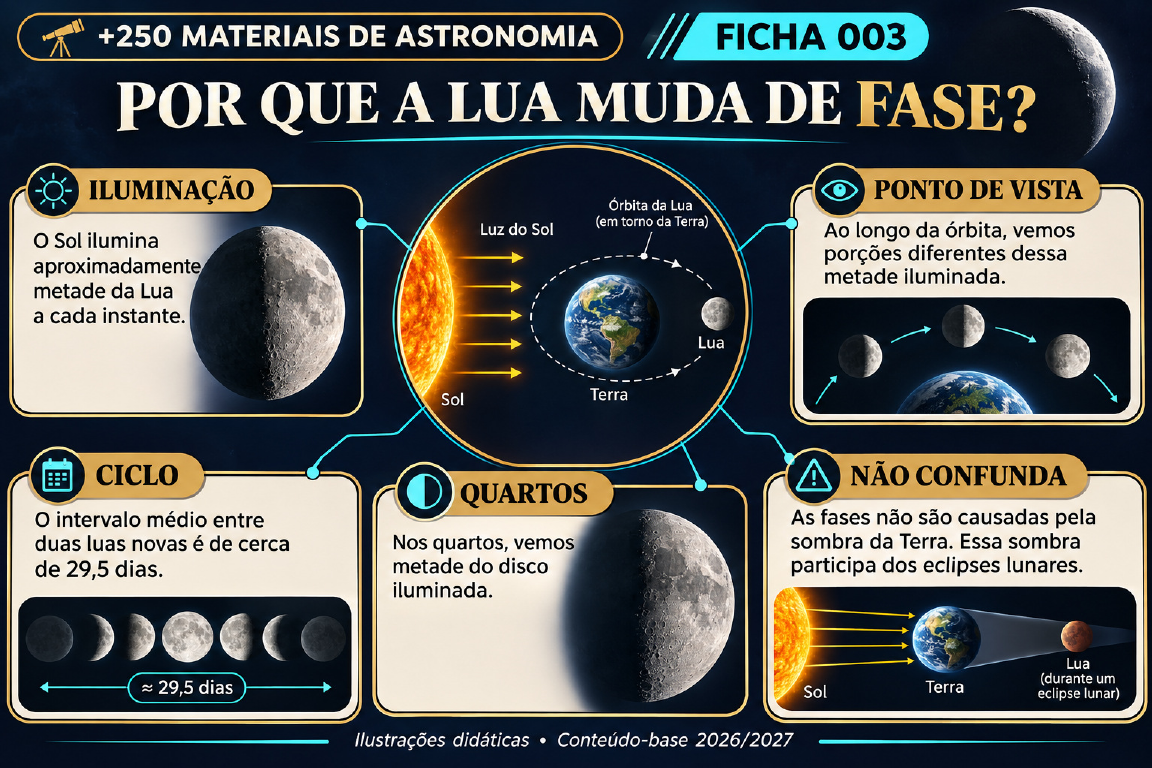 +250 MATERIAIS DE ASTRONOMIA
FICHA 003
POR QUE A LUA MUDA DE FASE?
ILUMINAÇÃO
O Sol ilumina
aproximadamente
metade da Lua
a cada instante.
Luz do Sol
Órbita da Lua
(em torno da Terra)
Lua
Terra
Sol
PONTO DE VISTA
Ao longo da órbita, vemos
porções diferentes dessa
metade iluminada.
CICLO
O intervalo médio entre
duas luas novas é de cerca
de 29,5 dias.
≈ 29,5 dias
QUARTOS
Nos quartos, vemos
metade do disco
iluminada.
NÃO CONFUNDA
As fases não são causadas pela
sombra da Terra. Essa sombra
participa dos eclipses lunares.
Sol
Terra
Lua
(durante um
eclipse lunar)
Ilustrações didáticas • Conteúdo-base 2026/2027